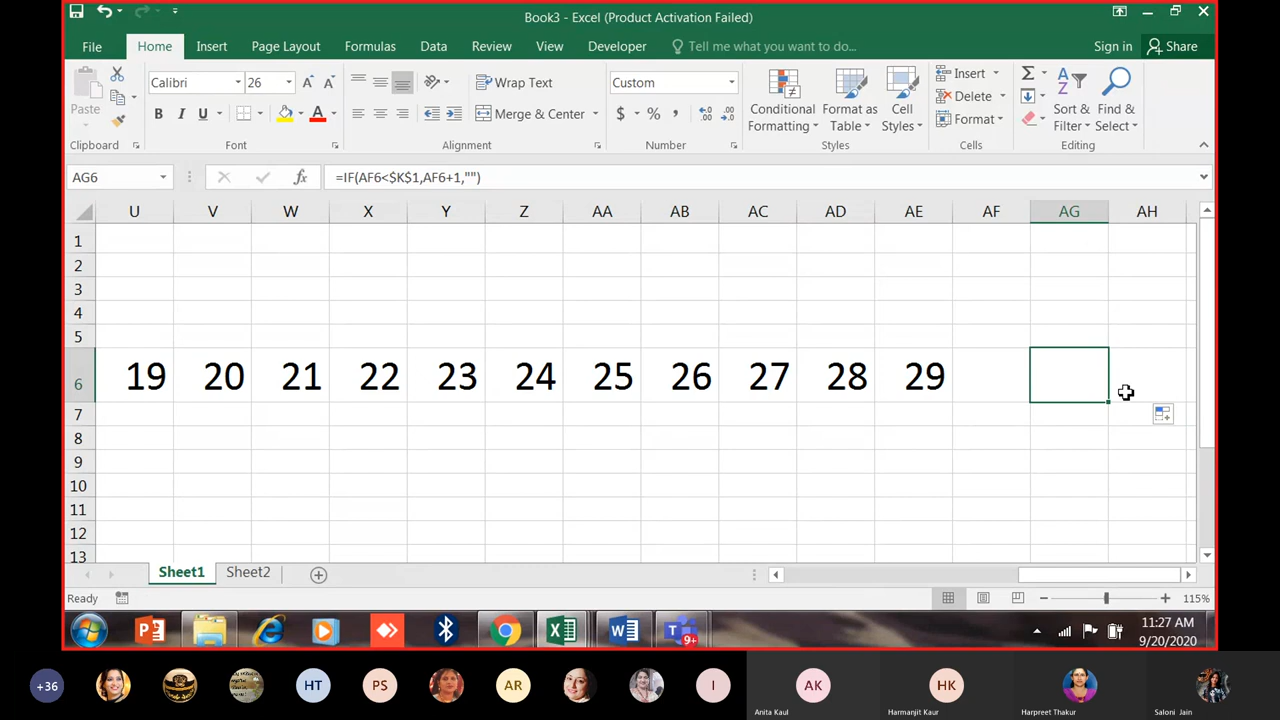 Book3 - Excel (Product Activation Failed)
File Home Insert Page Layout Formulas Data Review View Developer Tell me what you want to do... Sign in Share
Paste
Calibri 26
B I U A
Wrap Text
Merge & Center
Custom
$ % ,
Conditional Formatting
Format as Table
Cell Styles
Insert
Delete
Format
Sort & Filter
Find & Select
Clipboard Font Alignment Number Styles Cells Editing
AG6 fx =IF(AF6<$K$1,AF6+1,"")
U V W X Y Z AA AB AC AD AE AF AG AH
1
2
3
4
5
6 19 20 21 22 23 24 25 26 27 28 29
7
8
9
10
11
12
13
Sheet1 Sheet2
Ready 115%
9+
11:27 AM
9/20/2020
+36 HT PS AR I AK HK
Anita Kaul Harmanjit Kaur Harpreet Thakur Saloni Jain